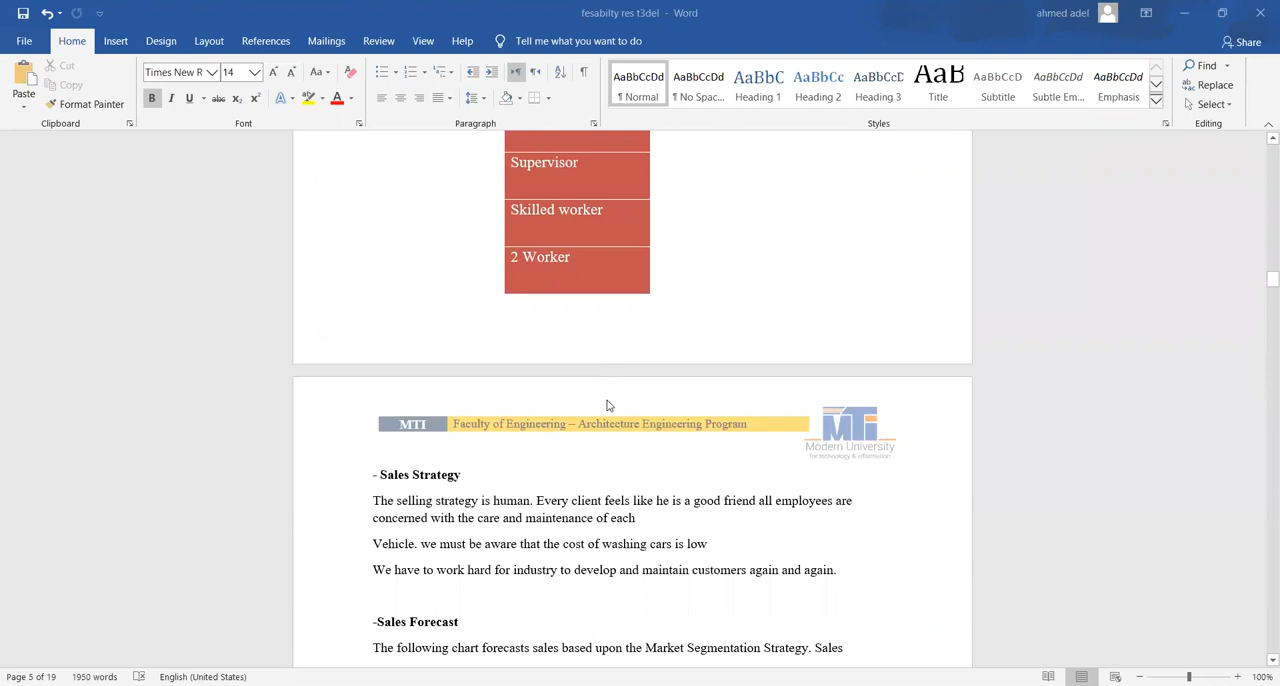 fesabilty res t3del - Word
ahmed adel
File Home Insert Design Layout References Mailings Review View Help Tell me what you want to do
Share
Paste
Cut
Copy
Format Painter
Times New R 14
Aa
B I U abc x₂ x² A A
AaBbCcDd AaBbCcDd AaBbC AaBbCc AaBbCcC AaB AaBbCcD AaBbCcDd AaBbCcDd
¶ Normal ¶ No Spac... Heading 1 Heading 2 Heading 3 Title Subtitle Subtle Em... Emphasis
Find
Replace
Select
Clipboard Font Paragraph Styles Editing
Supervisor
Skilled worker
2 Worker
MTI Faculty of Engineering – Architecture Engineering Program
MTi
Modern University
for technology & information
- Sales Strategy
The selling strategy is human. Every client feels like he is a good friend all employees are
concerned with the care and maintenance of each
Vehicle. we must be aware that the cost of washing cars is low
We have to work hard for industry to develop and maintain customers again and again.
-Sales Forecast
The following chart forecasts sales based upon the Market Segmentation Strategy. Sales
Page 5 of 19 1950 words English (United States) 100%